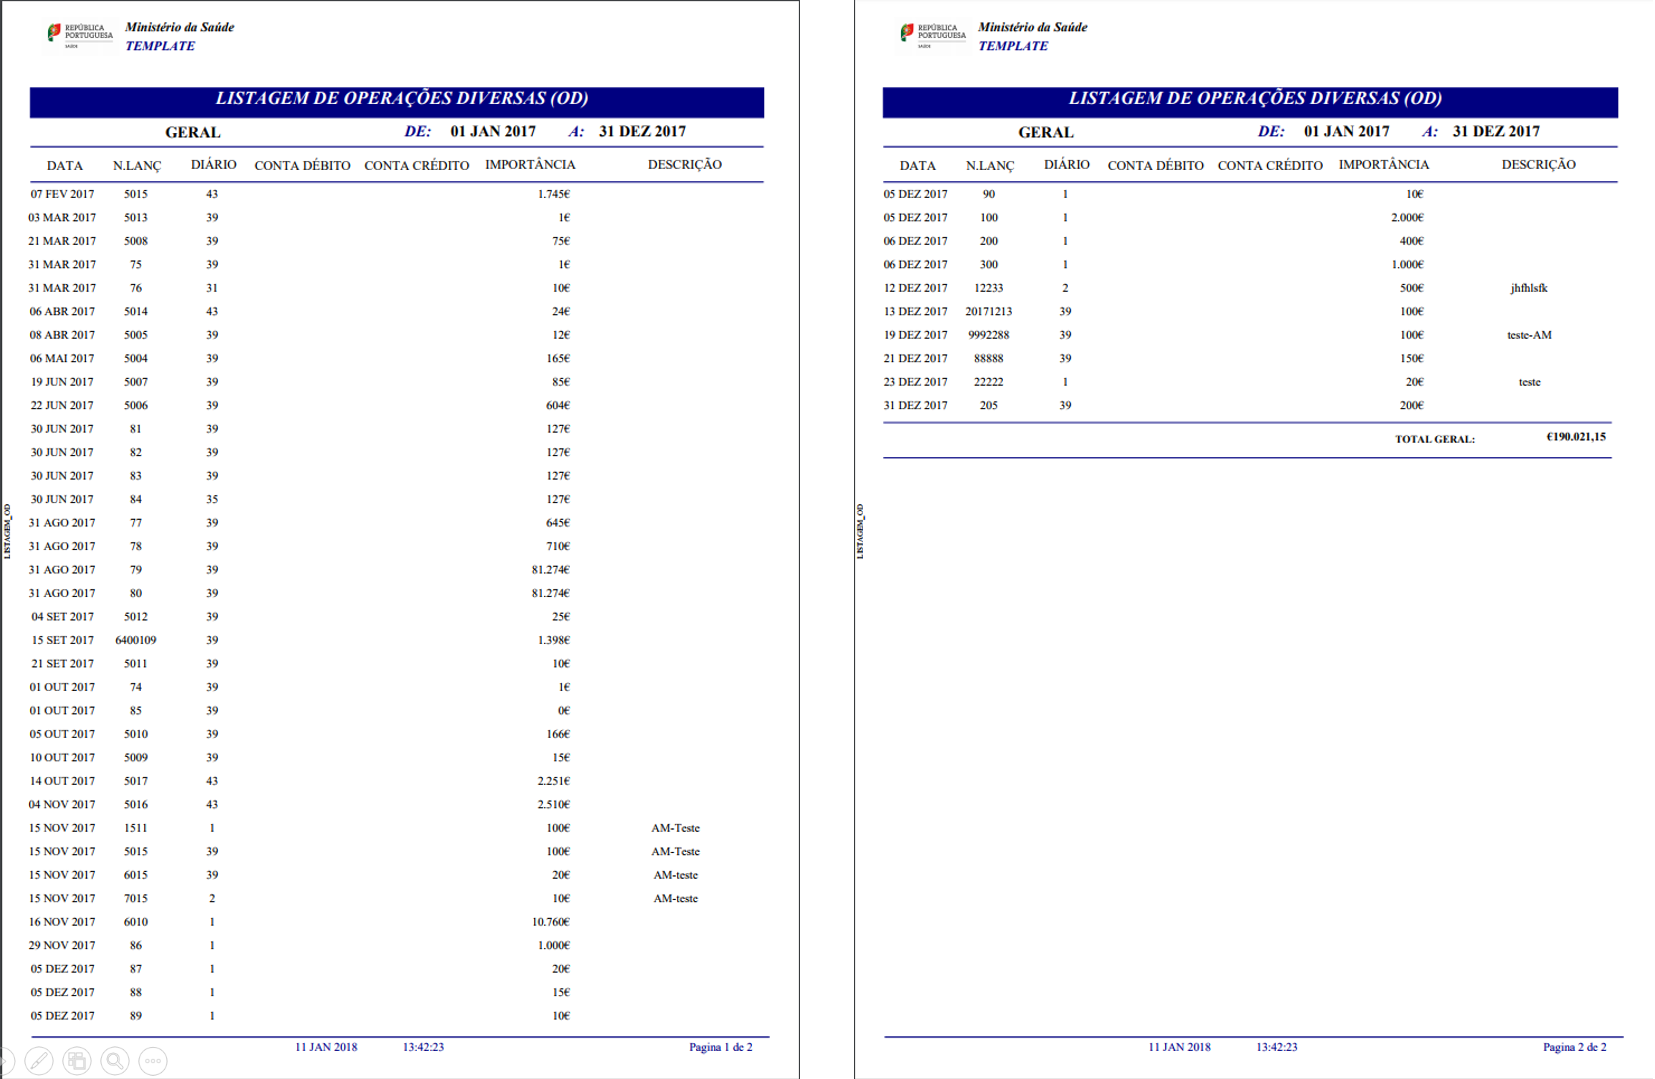 REPÚBLICA
PORTUGUESA
SAÚDE
Ministério da Saúde
TEMPLATE
LISTAGEM DE OPERAÇÕES DIVERSAS (OD)
GERAL DE: 01 JAN 2017 A: 31 DEZ 2017
DATA N.LANÇ DIÁRIO CONTA DÉBITO CONTA CRÉDITO IMPORTÂNCIA DESCRIÇÃO
07 FEV 2017 5015 43 1.745€
03 MAR 2017 5013 39 1€
21 MAR 2017 5008 39 75€
31 MAR 2017 75 39 1€
31 MAR 2017 76 31 10€
06 ABR 2017 5014 43 24€
08 ABR 2017 5005 39 12€
06 MAI 2017 5004 39 165€
19 JUN 2017 5007 39 85€
22 JUN 2017 5006 39 604€
30 JUN 2017 81 39 127€
30 JUN 2017 82 39 127€
30 JUN 2017 83 39 127€
30 JUN 2017 84 35 127€
31 AGO 2017 77 39 645€
31 AGO 2017 78 39 710€
31 AGO 2017 79 39 81.274€
31 AGO 2017 80 39 81.274€
04 SET 2017 5012 39 25€
15 SET 2017 6400109 39 1.398€
21 SET 2017 5011 39 10€
01 OUT 2017 74 39 1€
01 OUT 2017 85 39 0€
05 OUT 2017 5010 39 166€
10 OUT 2017 5009 39 15€
14 OUT 2017 5017 43 2.251€
04 NOV 2017 5016 43 2.510€
15 NOV 2017 1511 1 100€ AM-Teste
15 NOV 2017 5015 39 100€ AM-Teste
15 NOV 2017 6015 39 20€ AM-teste
15 NOV 2017 7015 2 10€ AM-teste
16 NOV 2017 6010 1 10.760€
29 NOV 2017 86 1 1.000€
05 DEZ 2017 87 1 20€
05 DEZ 2017 88 1 15€
05 DEZ 2017 89 1 10€
LISTAGEM_OD
11 JAN 2018 13:42:23 Pagina 1 de 2
REPÚBLICA
PORTUGUESA
SAÚDE
Ministério da Saúde
TEMPLATE
LISTAGEM DE OPERAÇÕES DIVERSAS (OD)
GERAL DE: 01 JAN 2017 A: 31 DEZ 2017
DATA N.LANÇ DIÁRIO CONTA DÉBITO CONTA CRÉDITO IMPORTÂNCIA DESCRIÇÃO
05 DEZ 2017 90 1 10€
05 DEZ 2017 100 1 2.000€
06 DEZ 2017 200 1 400€
06 DEZ 2017 300 1 1.000€
12 DEZ 2017 12233 2 500€ jhfhlsfk
13 DEZ 2017 20171213 39 100€
19 DEZ 2017 9992288 39 100€ teste-AM
21 DEZ 2017 88888 39 150€
23 DEZ 2017 22222 1 20€ teste
31 DEZ 2017 205 39 200€
TOTAL GERAL: €190.021,15
LISTAGEM_OD
11 JAN 2018 13:42:23 Pagina 2 de 2